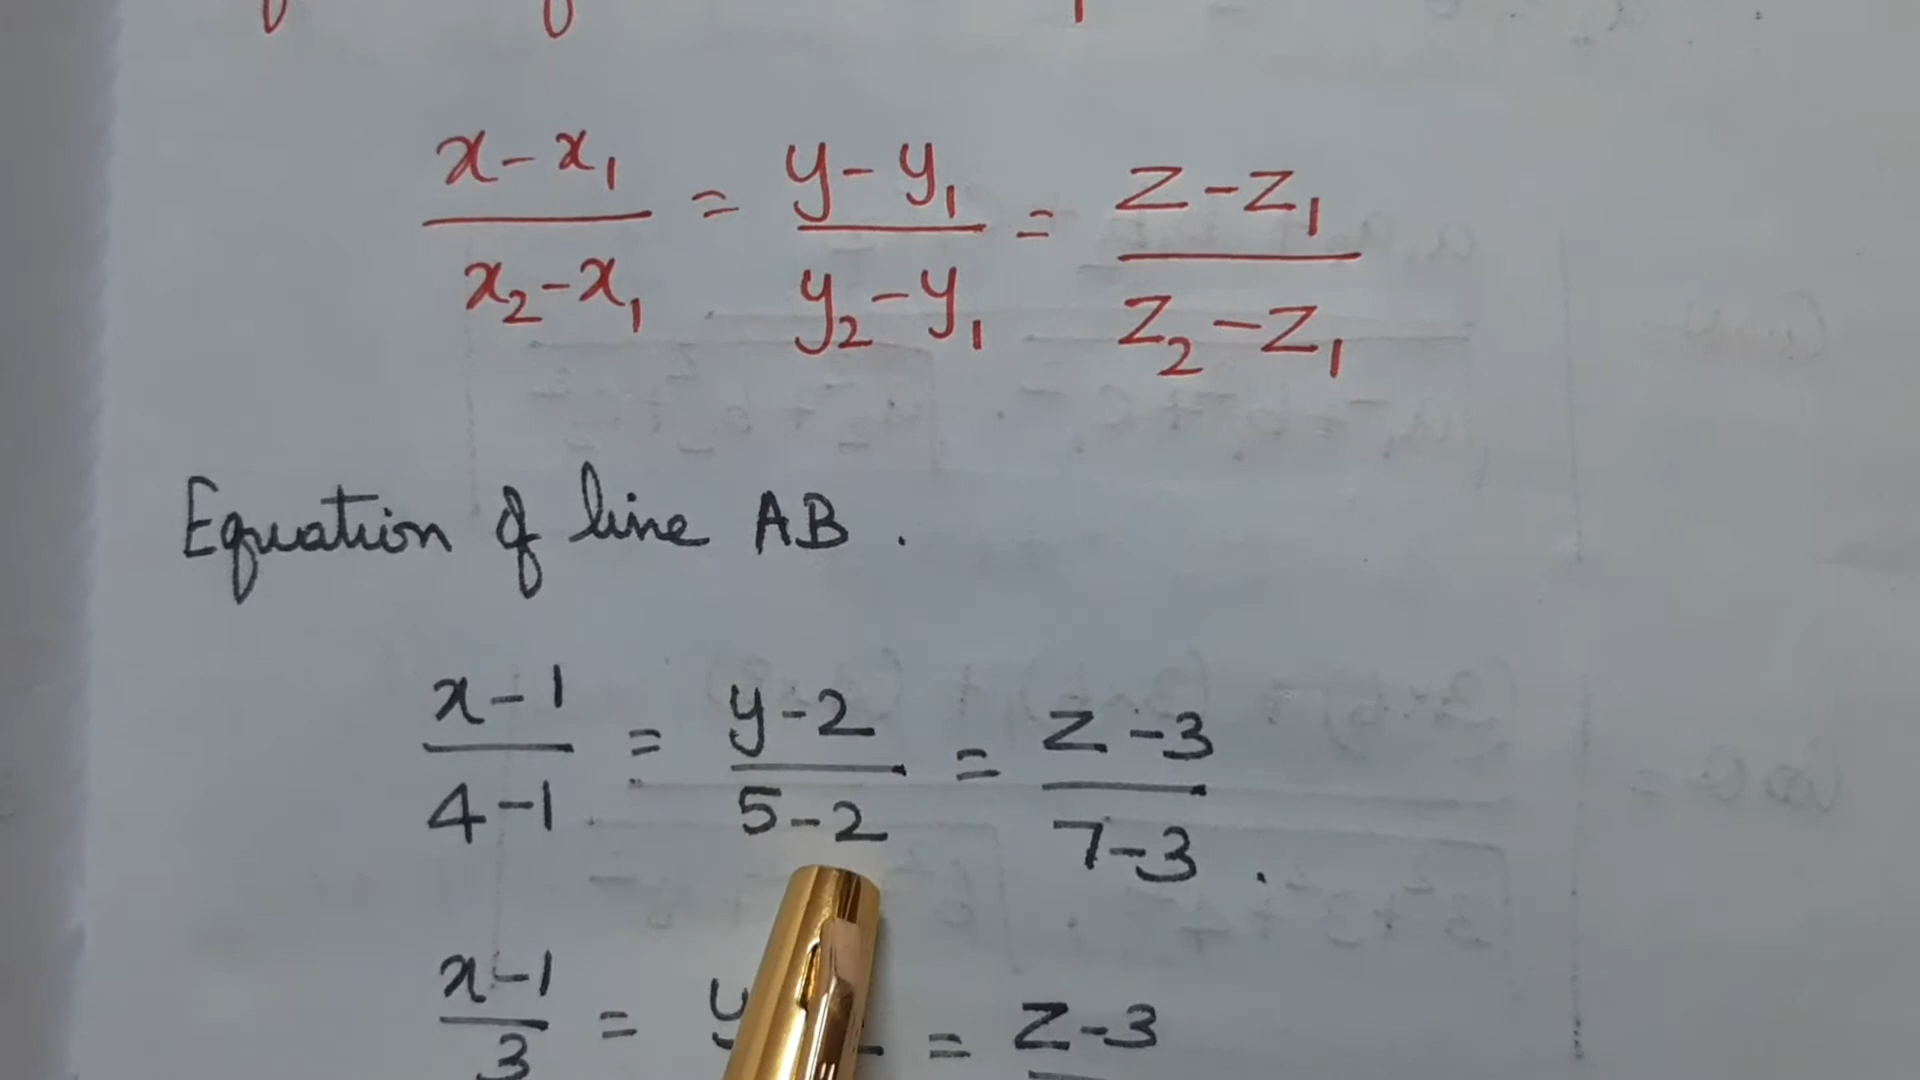 x-x₁/x₂-x₁ = y-y₁/y₂-y₁ = z-z₁/z₂-z₁
Equation of line AB.
x-1/4-1 = y-2/5-2 = z-3/7-3.
x-1/3 = y = z-3